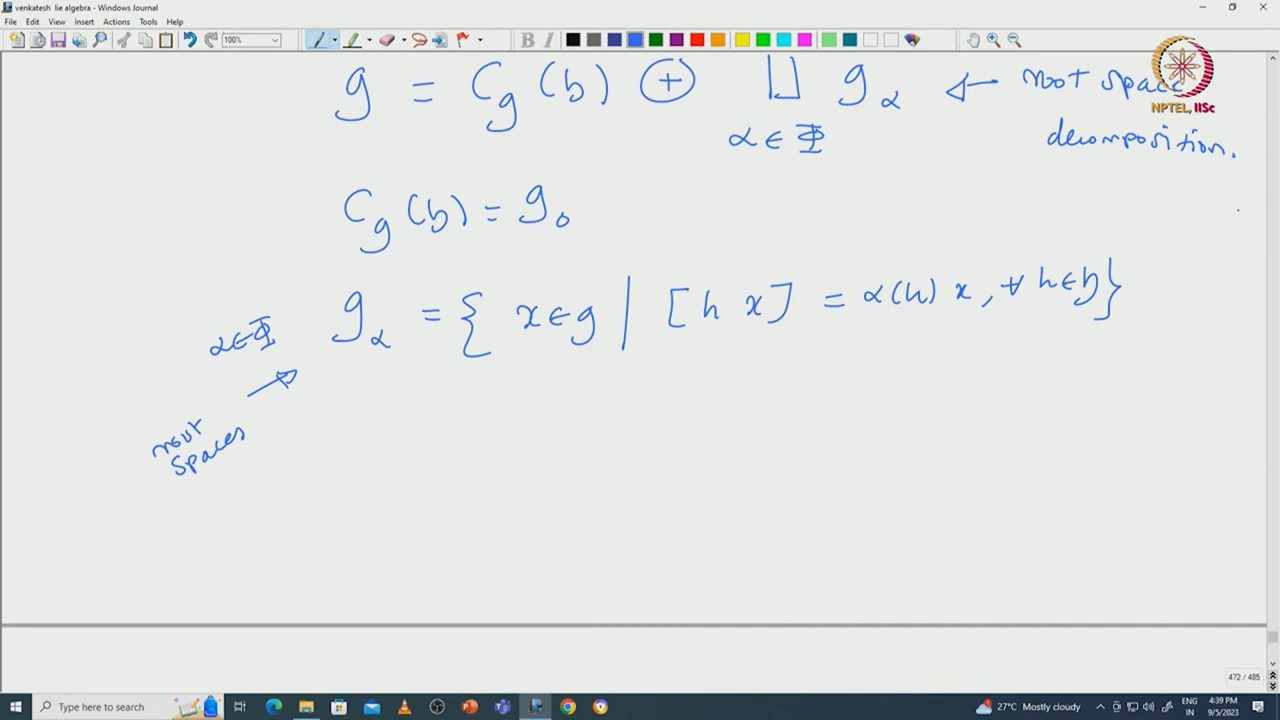 venkatesh lie algebra - Windows Journal
File Edit View Insert Actions Tools Help
100%
g = C_g (h) ⊕ ∐ g_α ← root space
α ∈ Φ decomposition.
NPTEL, IISc
C_g (h) = g_0
α∈Φ g_α = { x ∈ g | [h x] = α(h) x, ∀ h ∈ h }
root
spaces
472 / 485
Type here to search
27°C Mostly cloudy
ENG
IN
4:39 PM
9/5/2023